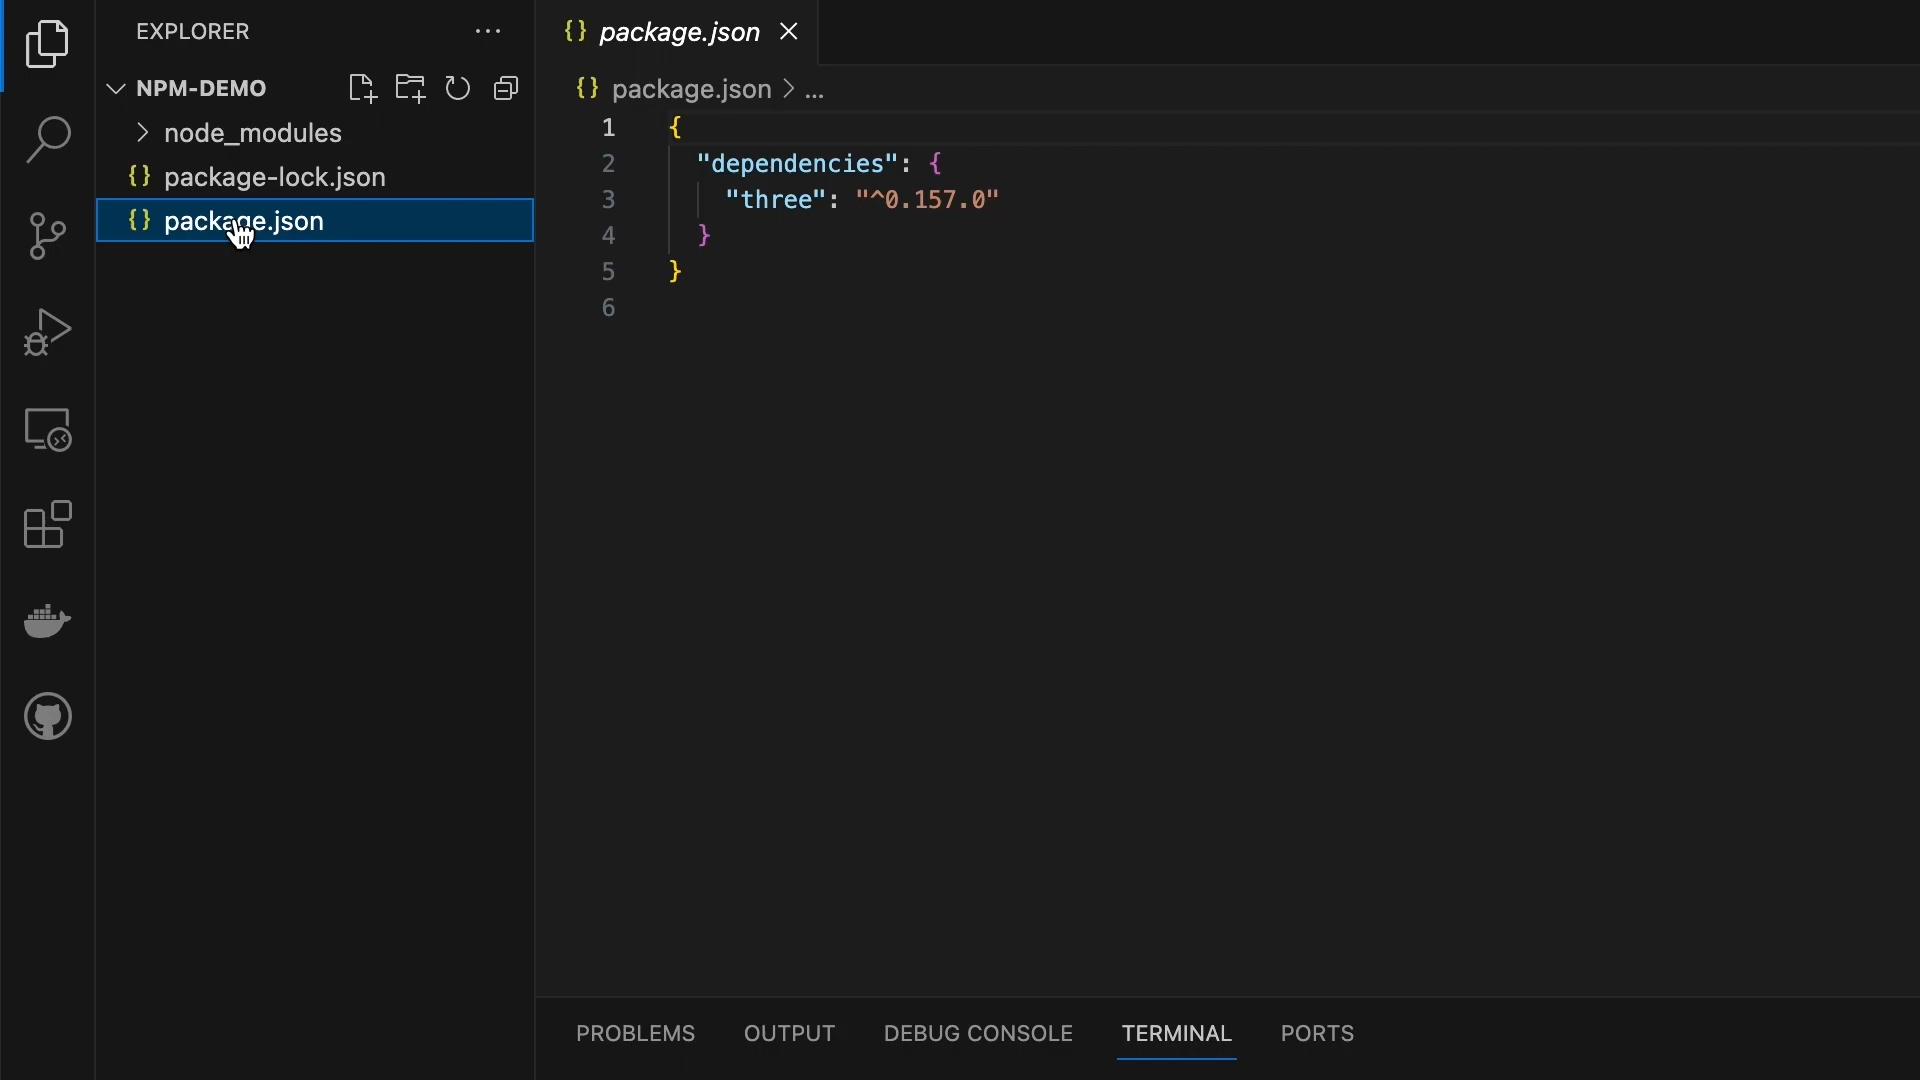 EXPLORER
NPM-DEMO
node_modules
{} package-lock.json
{} package.json
{} package.json
{} package.json > ...
1 {
2 "dependencies": {
3 "three": "^0.157.0"
4 }
5 }
6
PROBLEMS OUTPUT DEBUG CONSOLE TERMINAL PORTS